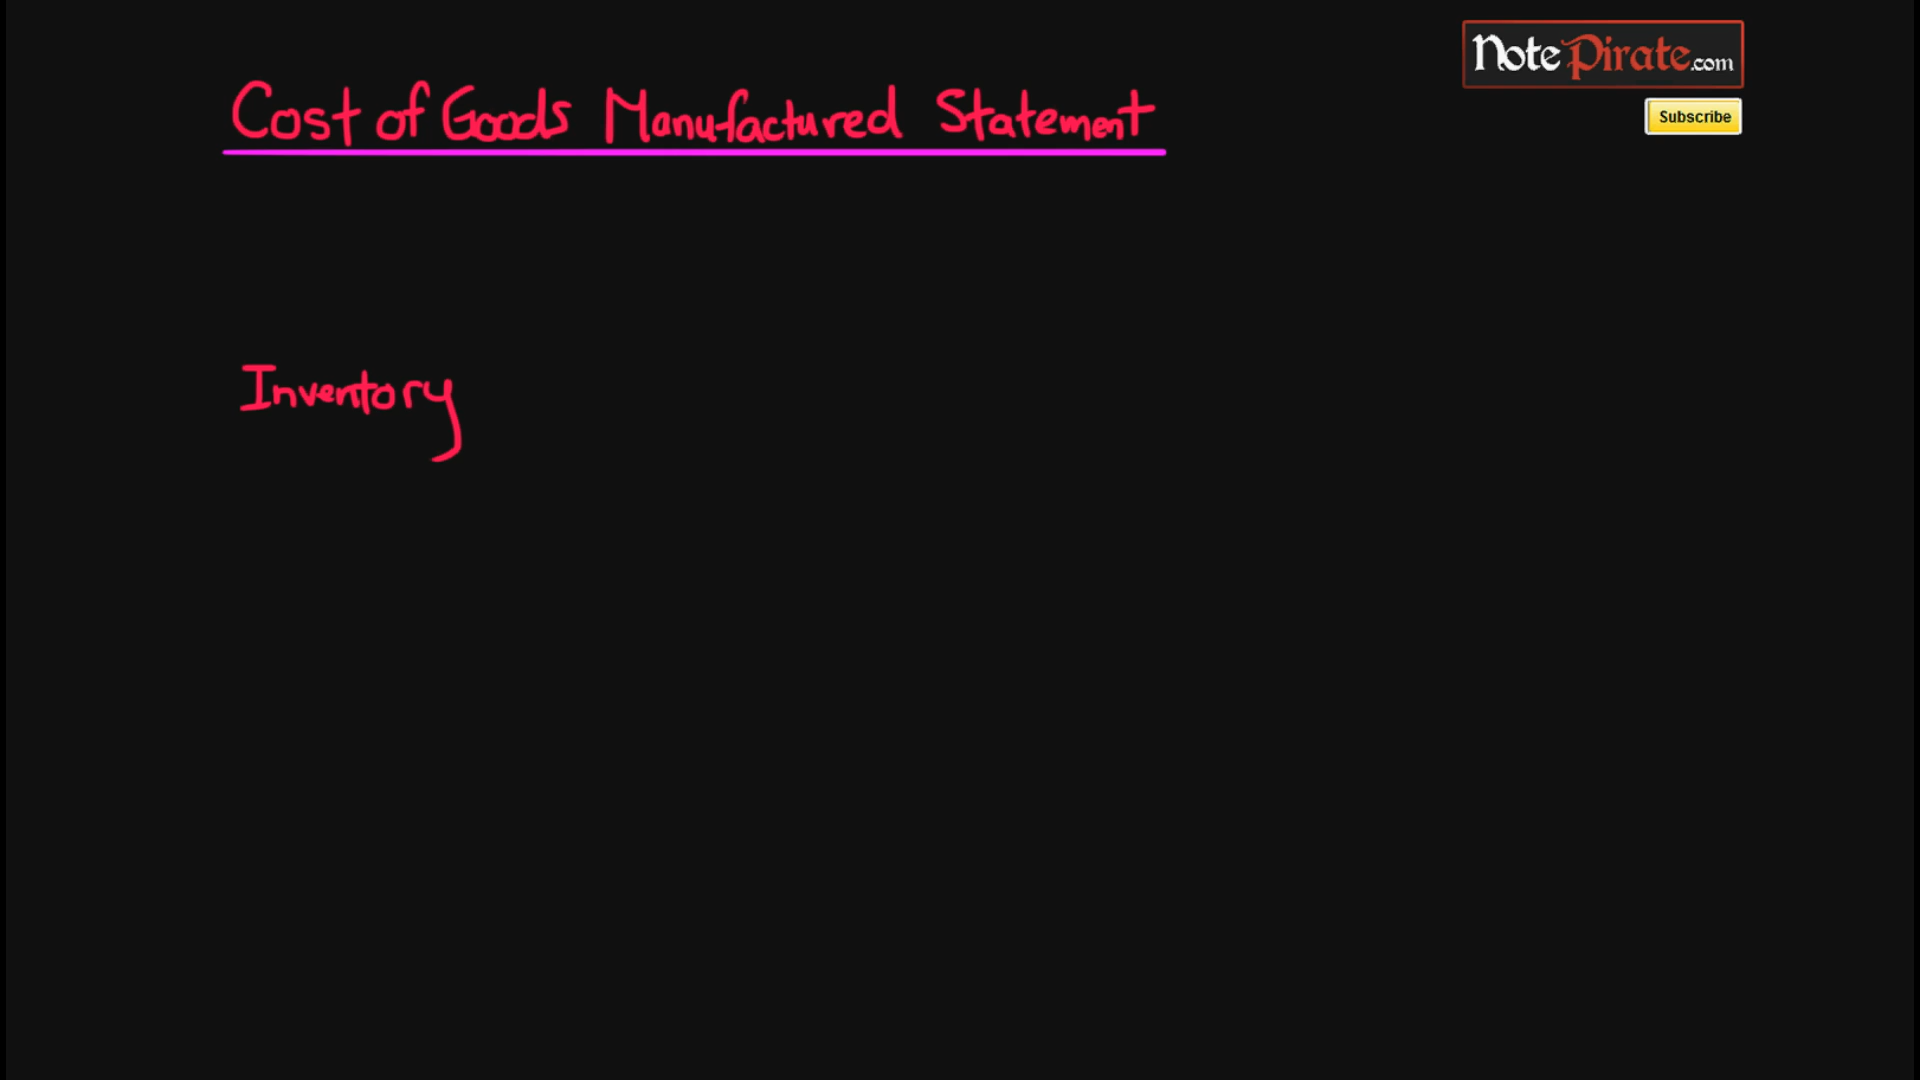 NotePirate.com
Subscribe
Cost of Goods Manufactured Statement
Inventory